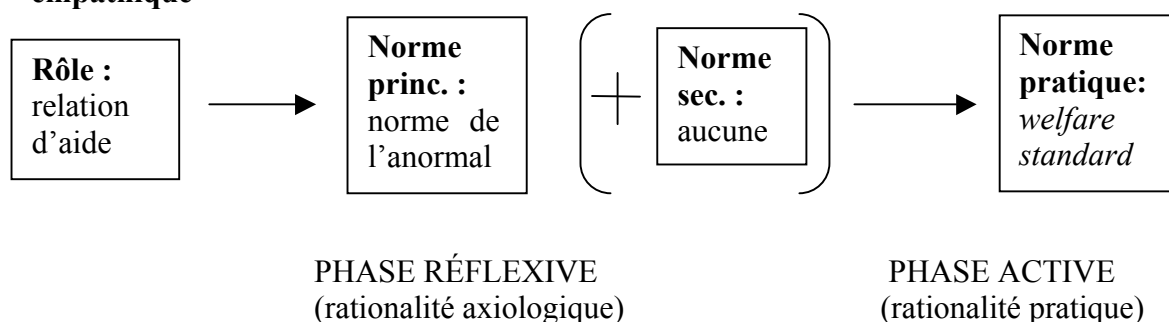 Rôle :
relation
d’aide
Norme
princ. :
norme de
l’anormal
Norme
sec. :
aucune
Norme
pratique:
welfare
standard
PHASE RÉFLEXIVE
(rationalité axiologique)
PHASE ACTIVE
(rationalité pratique)